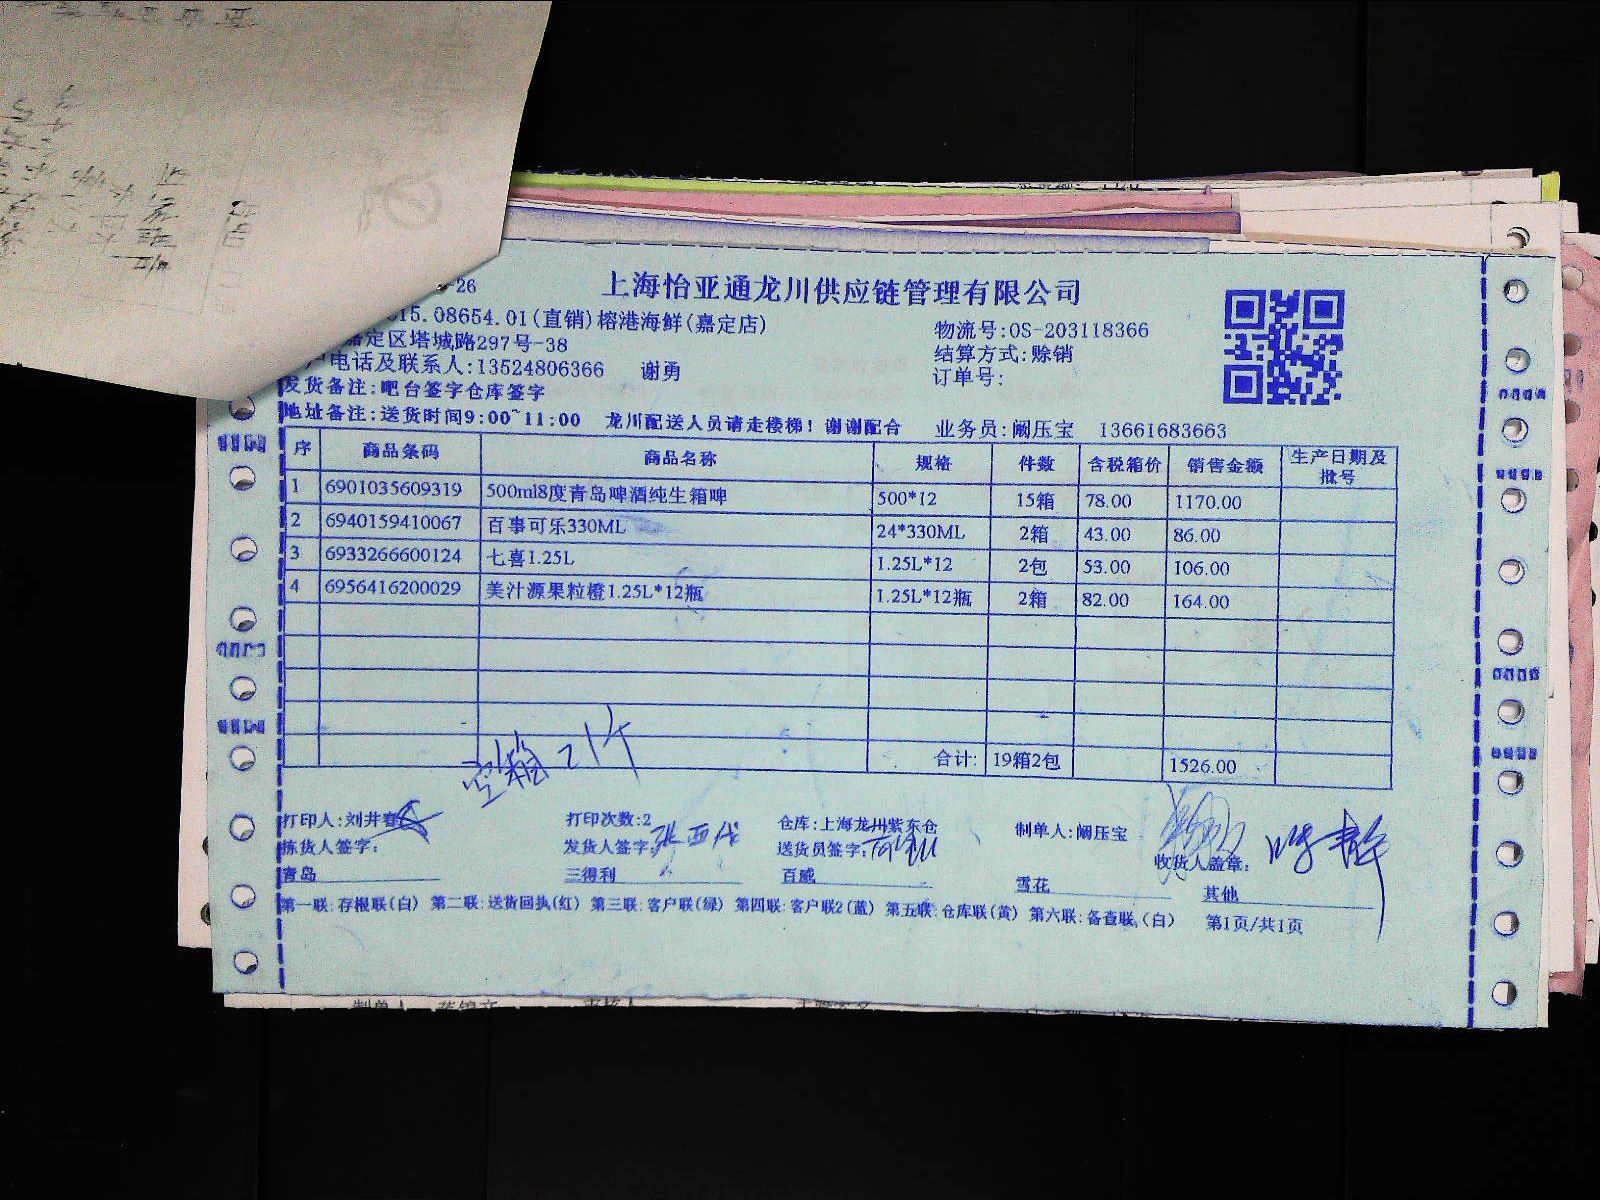 -26
上海怡亚通龙川供应链管理有限公司
015.08654.01(直销)榕港海鲜(嘉定店)
物流号:OS-203118366
嘉定区塔城路297号-38
结算方式:赊销
户电话及联系人:13524806366 谢勇
订单号:
发货备注:吧台签字仓库签字
地址备注:送货时间9:00~11:00 龙川配送人员请走楼梯!谢谢配合 业务员:阚压宝 13661683663
序 商品条码 商品名称 规格 件数 含税箱价 销售金额 生产日期及批号
1 6901035609319 500ml8度青岛啤酒纯生箱啤 500*12 15箱 78.00 1170.00
2 6940159410067 百事可乐330ML 24*330ML 2箱 43.00 86.00
3 6933266600124 七喜1.25L 1.25L*12 2包 53.00 106.00
4 6956416200029 美汁源果粒橙1.25L*12瓶 1.25L*12瓶 2箱 82.00 164.00
合计: 19箱2包 1526.00
空箱21个
打印人:刘井春 打印次数:2 仓库:上海龙川紫东仓 制单人:阚压宝
拣货人签字: 发货人签字: 送货员签字: 收货人盖章:
青岛 三得利 百威 雪花 其他
第一联:存根联(白) 第二联:送货回执(红) 第三联:客户联(绿) 第四联:客户联2(蓝) 第五联:仓库联(黄) 第六联:备查联(白) 第1页/共1页